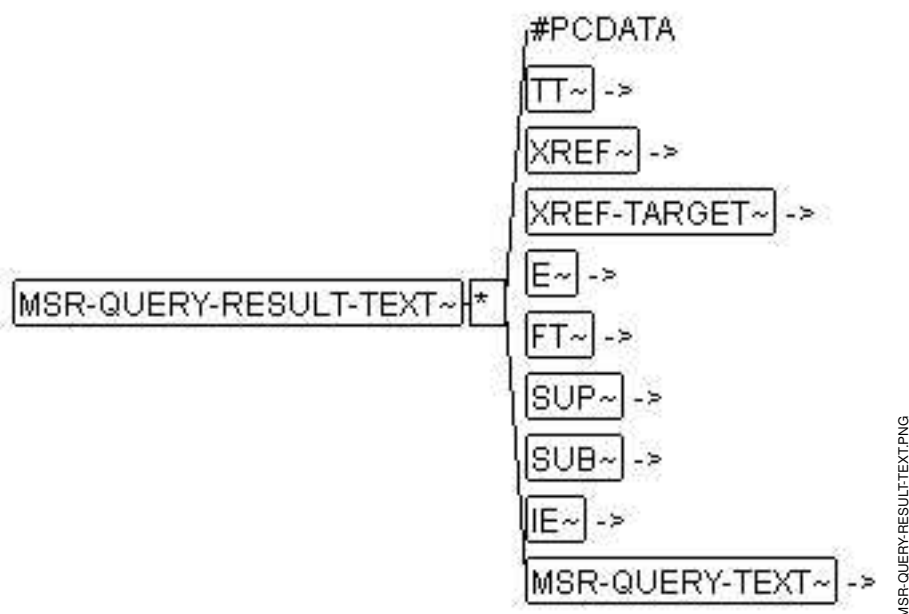 #PCDATA
TT~ ->
XREF~ ->
XREF-TARGET~ ->
E~ ->
MSR-QUERY-RESULT-TEXT~ *
FT~ ->
SUP~ ->
SUB~ ->
IE~ ->
MSR-QUERY-TEXT~ ->
MSR-QUERY-RESULT-TEXT.PNG